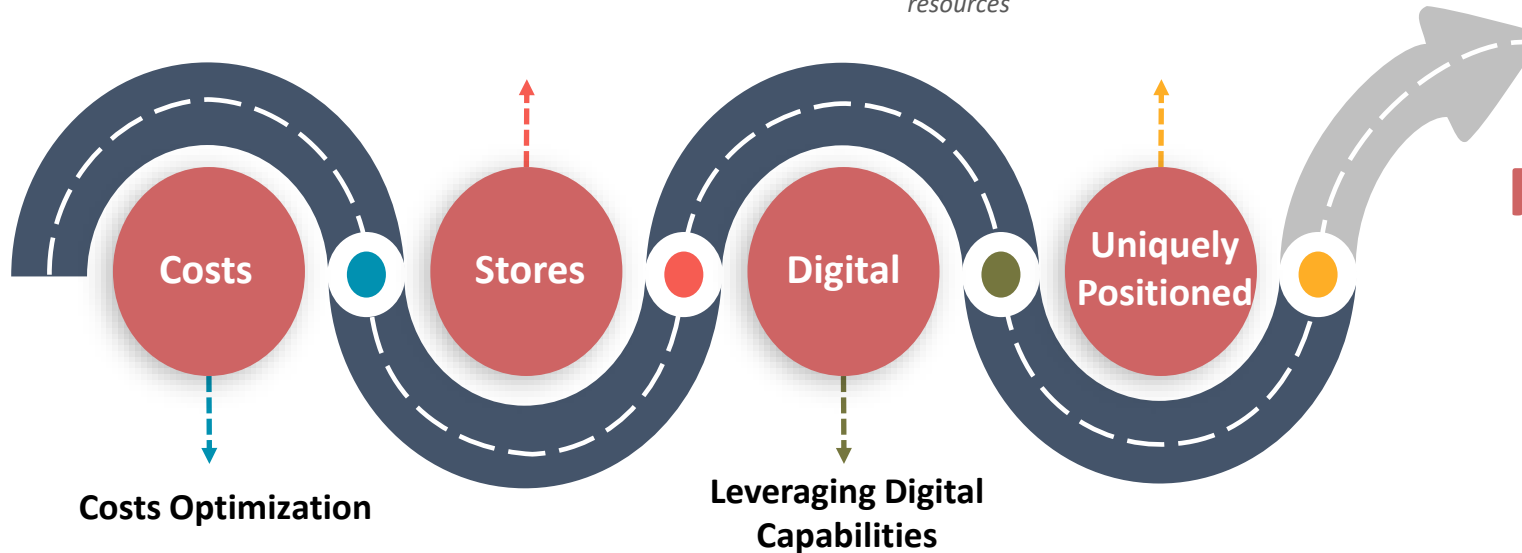 resources
Costs
Stores
Digital
Uniquely
Positioned
Costs Optimization
Leveraging Digital
Capabilities